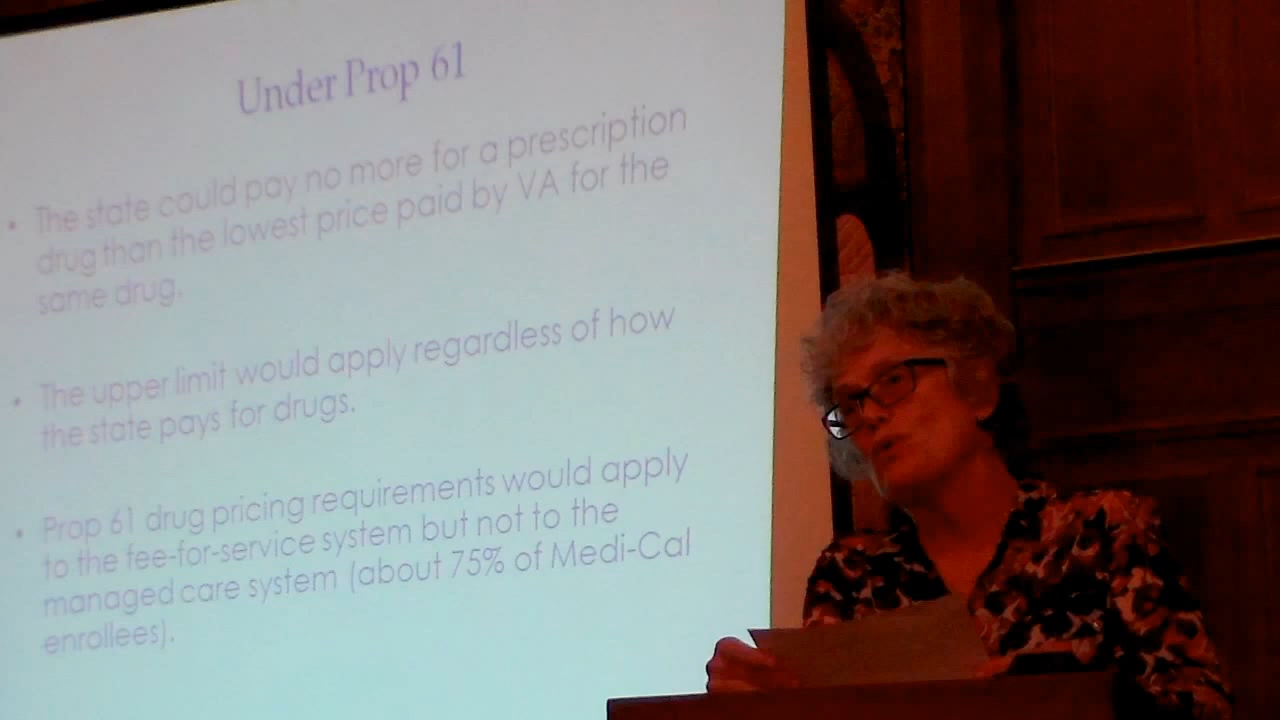 Under Prop 61
• The state could pay no more for a prescription
drug than the lowest price paid by VA for the
same drug.
• The upper limit would apply regardless of how
the state pays for drugs.
• Prop 61 drug pricing requirements would apply
to the fee-for-service system but not to the
managed care system (about 75% of Medi-Cal
enrollees).